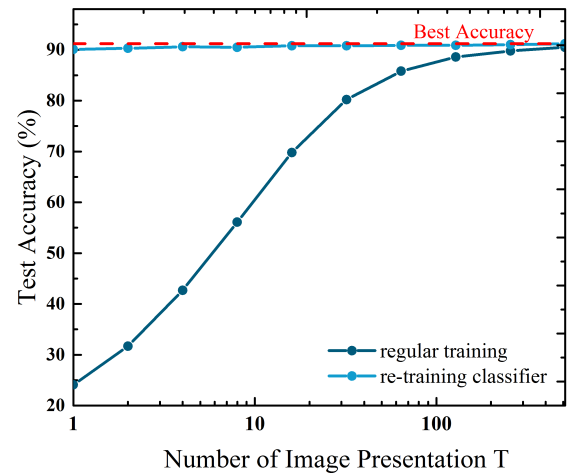 Best Accuracy
90
80
70
60
50
40
30
20
Test Accuracy (%)
regular training
re-training classifier
1
10
100
Number of Image Presentation T